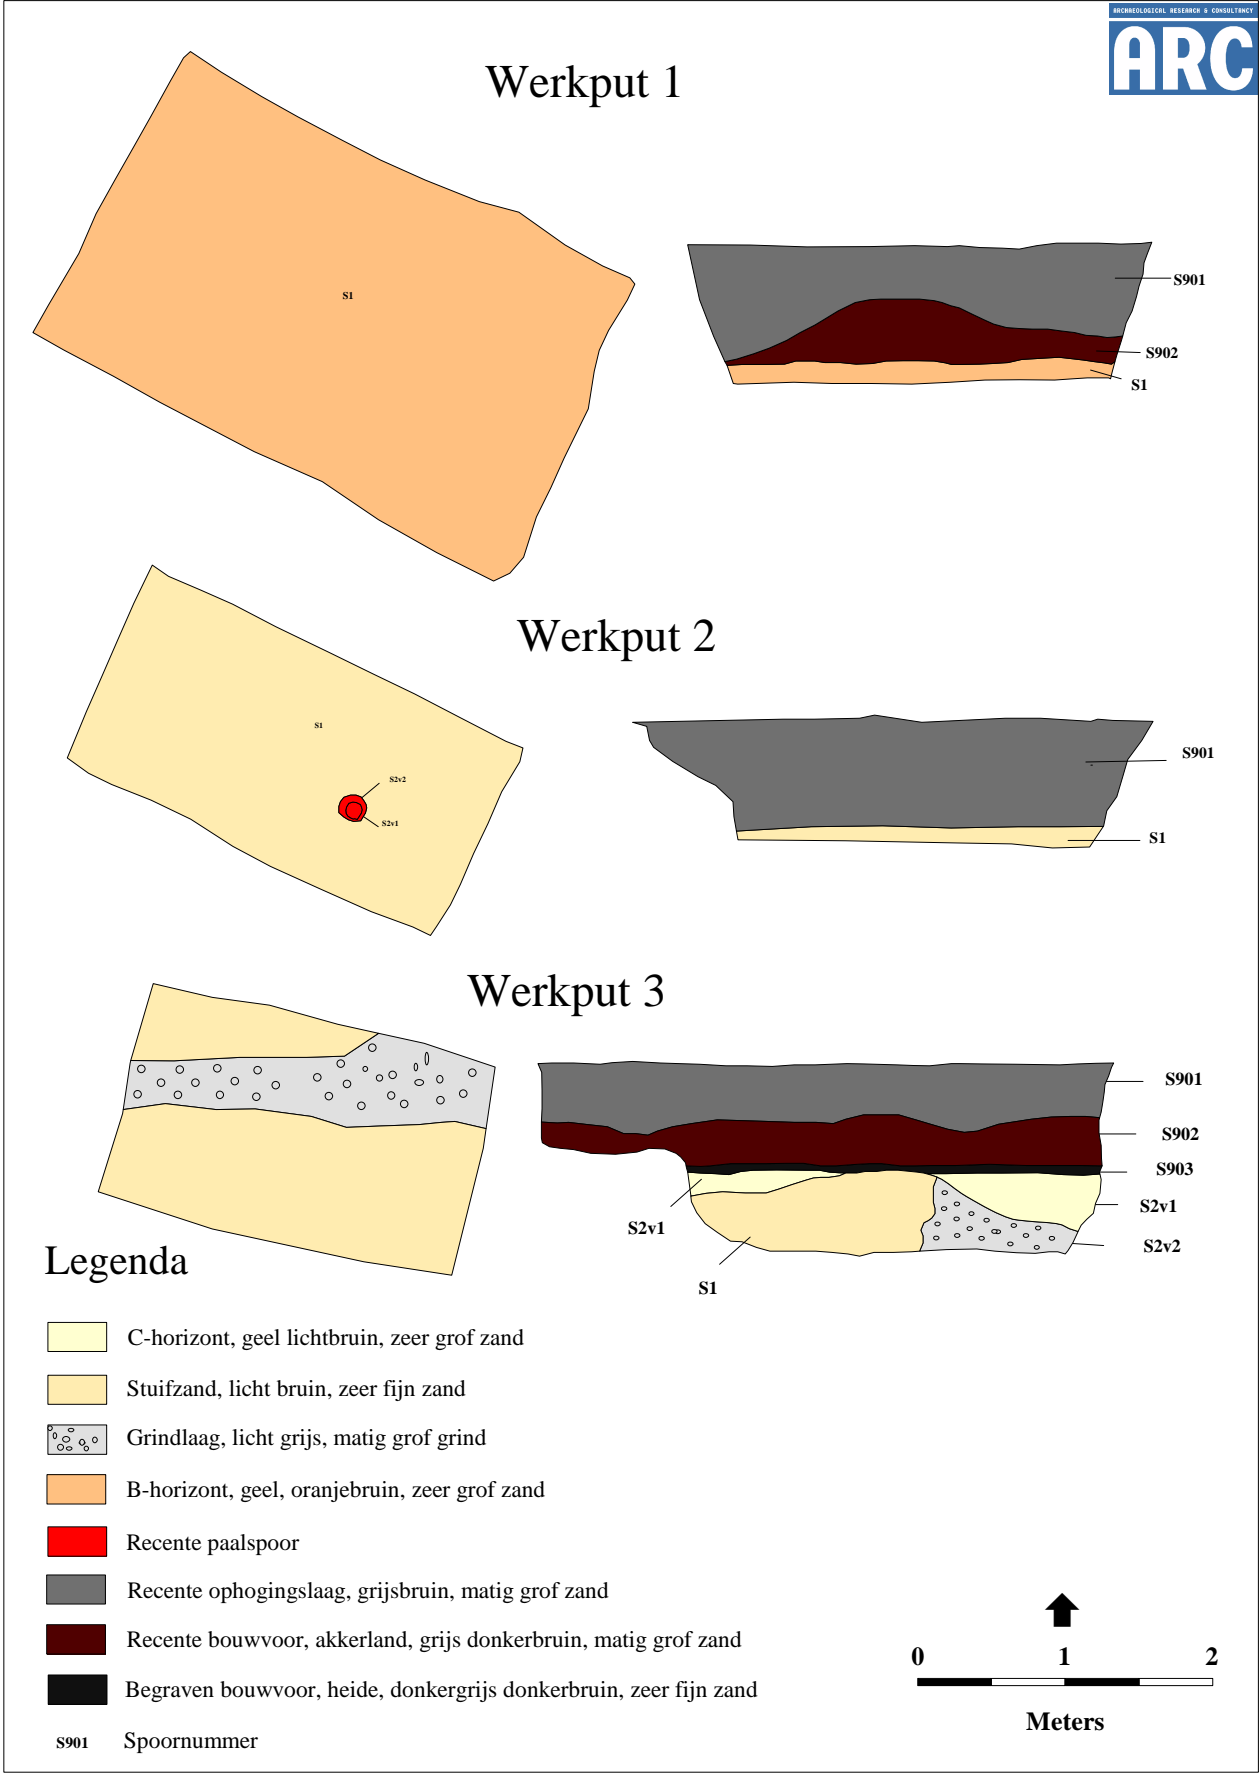 ARCHAEOLOGICAL RESEARCH & CONSULTANCY
ARC
Werkput 1
S1
S901
S902
S1
Werkput 2
S1
S2v2
S2v1
S901
S1
Werkput 3
S901
S902
S903
S2v1
S2v1
S2v2
S1
Legenda
C-horizont, geel lichtbruin, zeer grof zand
Stuifzand, licht bruin, zeer fijn zand
Grindlaag, licht grijs, matig grof grind
B-horizont, geel, oranjebruin, zeer grof zand
Recente paalspoor
Recente ophogingslaag, grijsbruin, matig grof zand
Recente bouwvoor, akkerland, grijs donkerbruin, matig grof zand
Begraven bouwvoor, heide, donkergrijs donkerbruin, zeer fijn zand
S901 Spoornummer
0 1 2
Meters